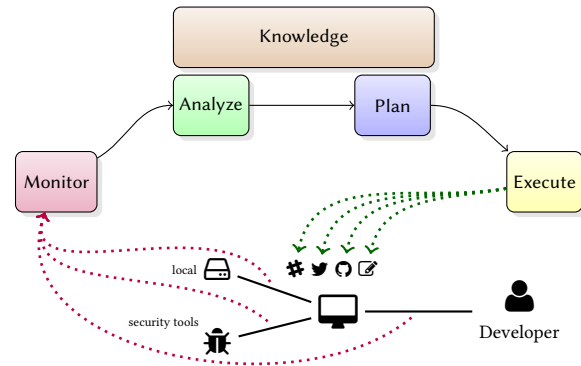 Knowledge
Analyze
Plan
Monitor
Execute
local
security tools
Developer